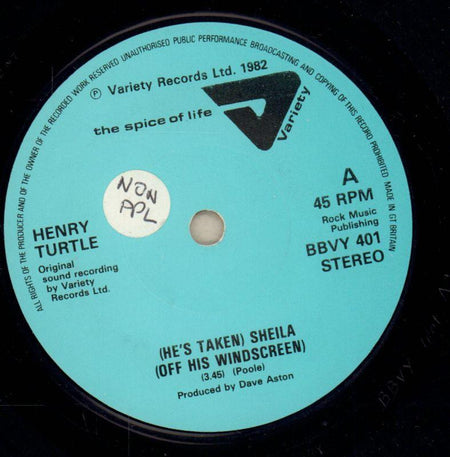 ALL RIGHTS OF THE PRODUCER AND OF THE OWNER OF THE RECORDED WORK RESERVED UNAUTHORISED PUBLIC PERFORMANCE BROADCASTING AND COPYING OF THIS RECORD PROHIBITED MADE IN GT BRITAIN
Ⓟ Variety Records Ltd. 1982
the spice of life
Variety
NON
APL
A
45 RPM
Rock Music
Publishing
BBVY 401
STEREO
HENRY
TURTLE
Original
sound recording
by Variety
Records Ltd.
(HE'S TAKEN) SHEILA
(OFF HIS WINDSCREEN)
(3.45) (Poole)
Produced by Dave Aston
BBVY